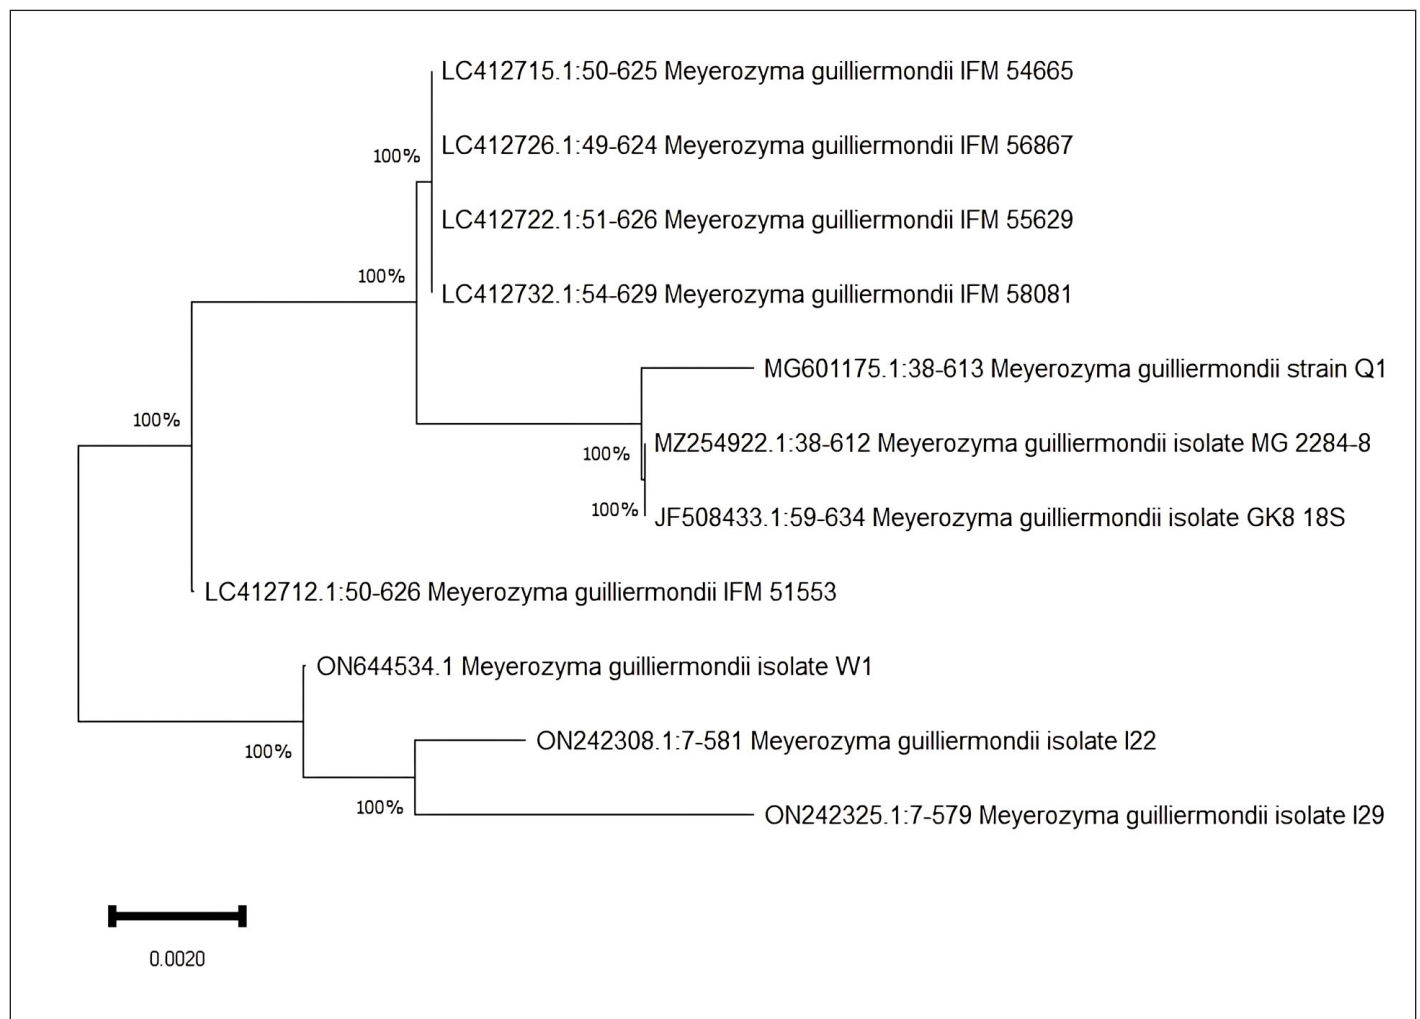 LC412715.1:50-625 Meyerozyma guilliermondii IFM 54665
100%
LC412726.1:49-624 Meyerozyma guilliermondii IFM 56867
LC412722.1:51-626 Meyerozyma guilliermondii IFM 55629
100%
LC412732.1:54-629 Meyerozyma guilliermondii IFM 58081
MG601175.1:38-613 Meyerozyma guilliermondii strain Q1
100%
MZ254922.1:38-612 Meyerozyma guilliermondii isolate MG 2284-8
100%
100%
JF508433.1:59-634 Meyerozyma guilliermondii isolate GK8 18S
LC412712.1:50-626 Meyerozyma guilliermondii IFM 51553
ON644534.1 Meyerozyma guilliermondii isolate W1
ON242308.1:7-581 Meyerozyma guilliermondii isolate I22
100%
100%
ON242325.1:7-579 Meyerozyma guilliermondii isolate I29
0.0020